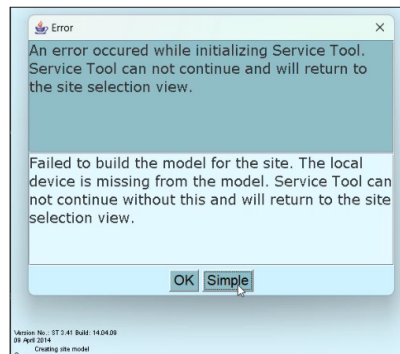 Error
An error occured while initializing Service Tool.
Service Tool can not continue and will return to
the site selection view.
Failed to build the model for the site. The local
device is missing from the model. Service Tool can
not continue without this and will return to the site
selection view.
OK Simple
Version No.: ST 3.41 Build: 14.04.09
09 April 2014
Creating site model